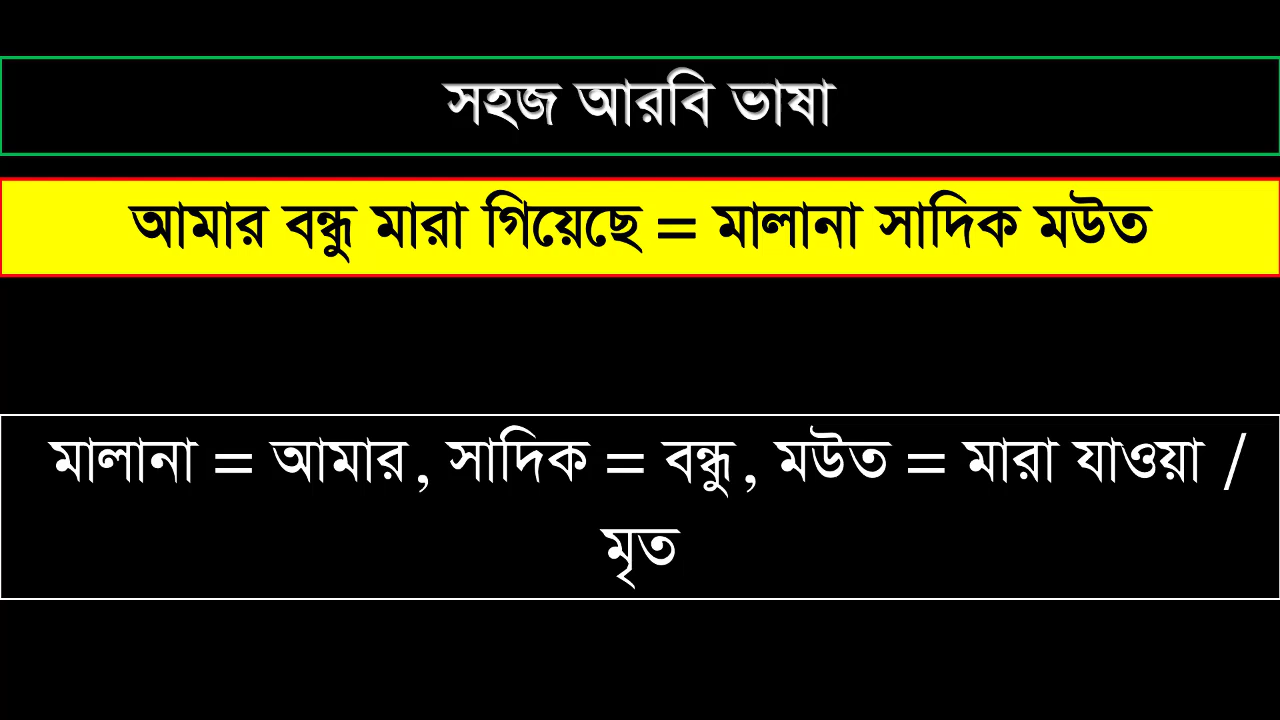 সহজ আরবি ভাষা
আমার বন্ধু মারা গিয়েছে = মালানা সাদিক মউত
মালানা = আমার, সাদিক = বন্ধু, মউত = মারা যাওয়া /
মৃত